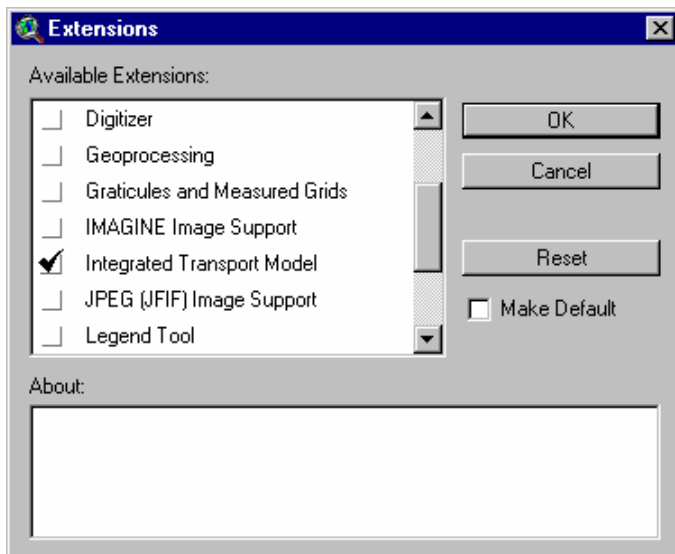 Extensions
Available Extensions:
Digitizer
Geoprocessing
Graticules and Measured Grids
IMAGINE Image Support
Integrated Transport Model
JPEG (JFIF) Image Support
Legend Tool
OK
Cancel
Reset
Make Default
About: